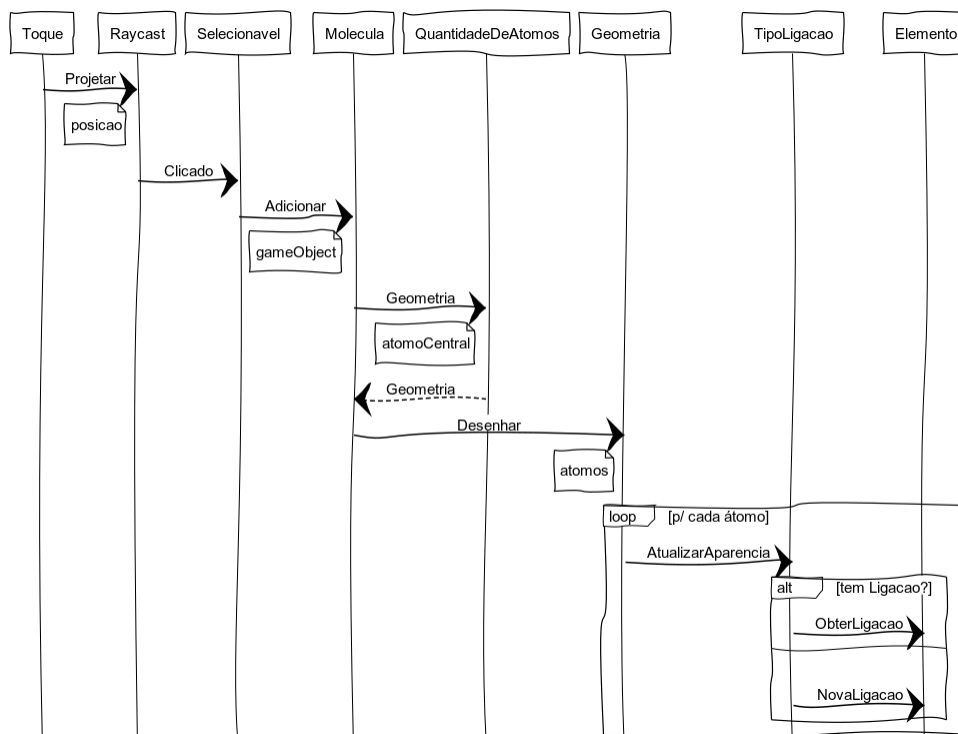 Toque Raycast Selecionavel Molecula QuantidadeDeAtomos Geometria TipoLigacao Elemento
Projetar
posicao
Clicado
Adicionar
gameObject
Geometria
atomoCentral
Geometria
Desenhar
atomos
loop [p/ cada átomo]
AtualizarAparencia
alt [tem Ligacao?]
ObterLigacao
NovaLigacao